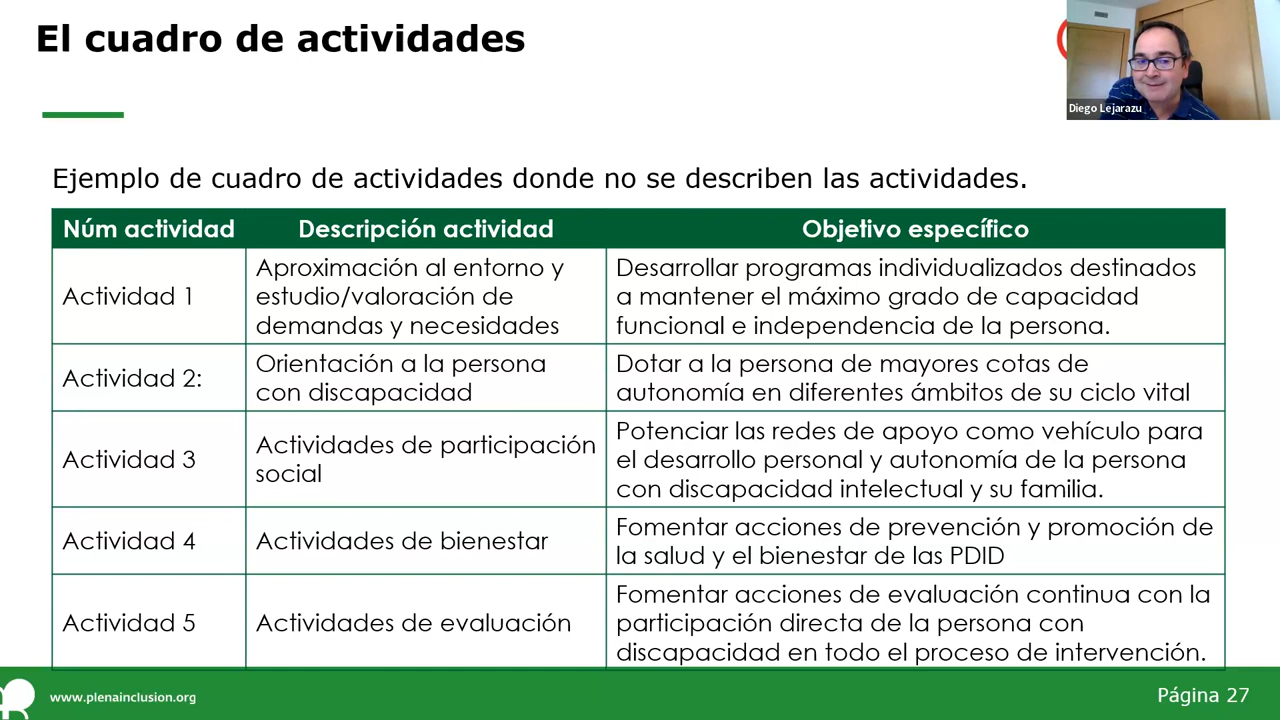 El cuadro de actividades
Diego Lejarazu
Ejemplo de cuadro de actividades donde no se describen las actividades.
Núm actividad Descripción actividad Objetivo específico
Actividad 1
Aproximación al entorno y
estudio/valoración de
demandas y necesidades
Desarrollar programas individualizados destinados
a mantener el máximo grado de capacidad
funcional e independencia de la persona.
Actividad 2:
Orientación a la persona
con discapacidad
Dotar a la persona de mayores cotas de
autonomía en diferentes ámbitos de su ciclo vital
Actividad 3
Actividades de participación
social
Potenciar las redes de apoyo como vehículo para
el desarrollo personal y autonomía de la persona
con discapacidad intelectual y su familia.
Actividad 4
Actividades de bienestar
Fomentar acciones de prevención y promoción de
la salud y el bienestar de las PDID
Actividad 5
Actividades de evaluación
Fomentar acciones de evaluación continua con la
participación directa de la persona con
discapacidad en todo el proceso de intervención.
www.plenainclusion.org
Página 27